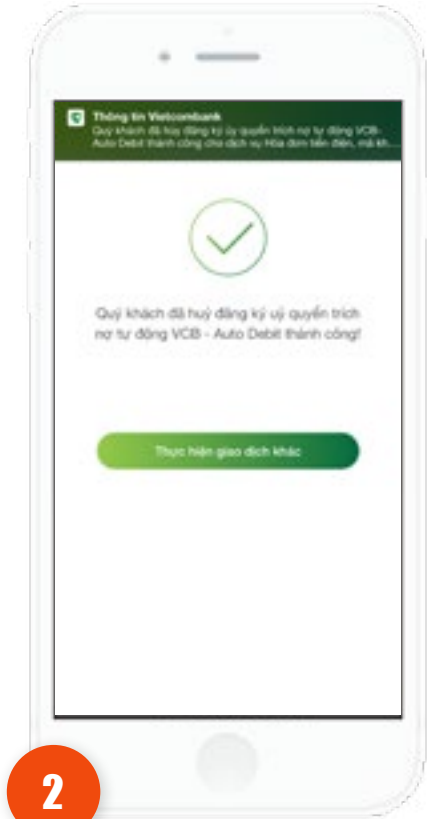 Thông tin Vietcombank
Quý khách đã huỷ đăng ký ủy quyền trích nợ tự động VCB-
Auto Debit thành công cho dịch vụ Hóa đơn tiền điện, mã kh...
Quý khách đã huỷ đăng ký uỷ quyền trích
nợ tự động VCB - Auto Debit thành công!
Thực hiện giao dịch khác
2